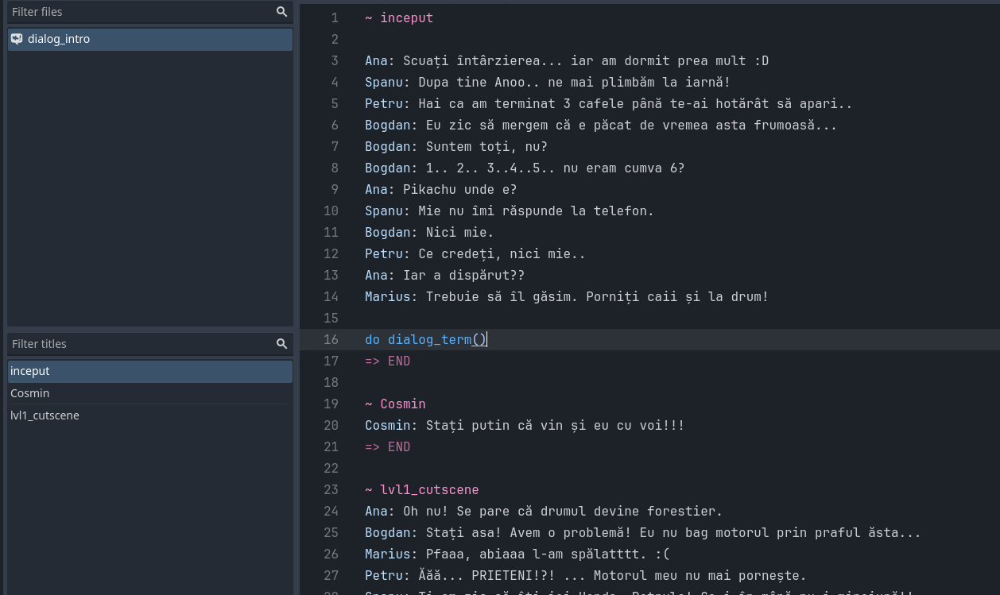 Filter files
dialog_intro
Filter titles
inceput
Cosmin
lvl1_cutscene
1 ~ inceput
2
3 Ana: Scuați întârzierea... iar am dormit prea mult :D
4 Spanu: Dupa tine Anoo.. ne mai plimbăm la iarnă!
5 Petru: Hai ca am terminat 3 cafele până te-ai hotărât să apari..
6 Bogdan: Eu zic să mergem că e păcat de vremea asta frumoasă...
7 Bogdan: Suntem toți, nu?
8 Bogdan: 1.. 2.. 3..4..5.. nu eram cumva 6?
9 Ana: Pikachu unde e?
10 Spanu: Mie nu îmi răspunde la telefon.
11 Bogdan: Nici mie.
12 Petru: Ce credeți, nici mie..
13 Ana: Iar a dispărut??
14 Marius: Trebuie să îl găsim. Porniți caii și la drum!
15
16 do dialog_term()
17 => END
18
19 ~ Cosmin
20 Cosmin: Stați putin că vin și eu cu voi!!!
21 => END
22
23 ~ lvl1_cutscene
24 Ana: Oh nu! Se pare că drumul devine forestier.
25 Bogdan: Stați asa! Avem o problemă! Eu nu bag motorul prin praful ăsta...
26 Marius: Pfaaa, abiaaa l-am spălatttt. :(
27 Petru: Ăăă... PRIETENI!?! ... Motorul meu nu mai pornește.